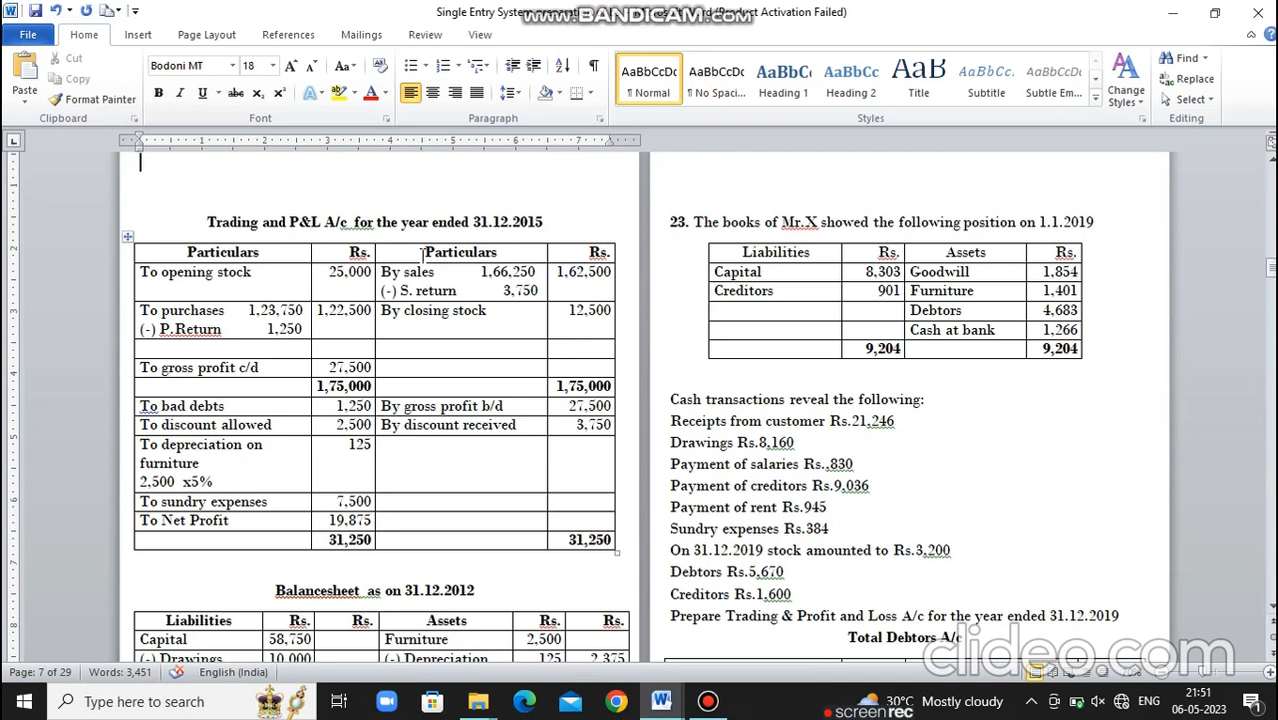 Single Entry System
Word (Product Activation Failed)
www.BANDICAM.com
File Home Insert Page Layout References Mailings Review View
Paste
Cut
Copy
Format Painter
Bodoni MT 18
AaBbCcDc AaBbCcDc AaBbC AaBbCc AaB AaBbCcL AaBbCcDc
¶ Normal ¶ No Spaci... Heading 1 Heading 2 Title Subtitle Subtle Em...
Change
Styles
Find
Replace
Select
Clipboard Font Paragraph Styles Editing
Trading and P&L A/c for the year ended 31.12.2015
Particulars Rs. Particulars Rs.
To opening stock 25,000 By sales 1,66,250 1,62,500
(-) S. return 3,750
To purchases 1,23,750 1,22,500 By closing stock 12,500
(-) P.Return 1,250
To gross profit c/d 27,500
1,75,000 1,75,000
To bad debts 1,250 By gross profit b/d 27,500
To discount allowed 2,500 By discount received 3,750
To depreciation on 125
furniture
2,500 x5%
To sundry expenses 7,500
To Net Profit 19,875
31,250 31,250
Balancesheet as on 31.12.2012
Liabilities Rs. Rs. Assets Rs. Rs.
Capital 58,750 Furniture 2,500
(-) Drawings 10,000 (-) Depreciation 125 2,375
23. The books of Mr.X showed the following position on 1.1.2019
Liabilities Rs. Assets Rs.
Capital 8,303 Goodwill 1,854
Creditors 901 Furniture 1,401
Debtors 4,683
Cash at bank 1,266
9,204 9,204
Cash transactions reveal the following:
Receipts from customer Rs.21,246
Drawings Rs.8,160
Payment of salaries Rs.,830
Payment of creditors Rs.9,036
Payment of rent Rs.945
Sundry expenses Rs.384
On 31.12.2019 stock amounted to Rs.3,200
Debtors Rs.5,670
Creditors Rs.1,600
Prepare Trading & Profit and Loss A/c for the year ended 31.12.2019
Total Debtors A/c
clideo.com
Page: 7 of 29 Words: 3,451 English (India)
Type here to search
30°C Mostly cloudy
ENG
21:51
06-05-2023
screenrec